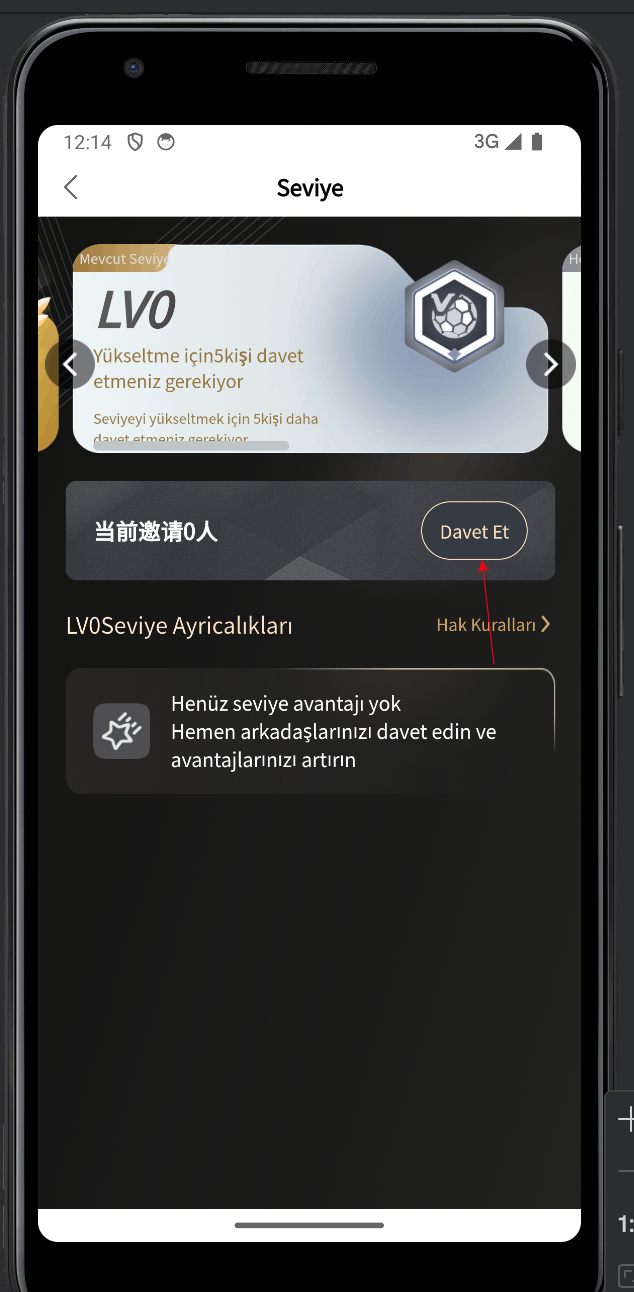 12:14
3G
Seviye
Mevcut Seviye
LV0
Yükseltme için5kişi davet
etmeniz gerekiyor
Seviyeyi yükseltmek için 5kişi daha
davet etmeniz gerekiyor
当前邀请0人
Davet Et
LV0Seviye Ayricalıkları
Hak Kuralları
Henüz seviye avantajı yok
Hemen arkadaşlarınızı davet edin ve
avantajlarınızı artırın
1: